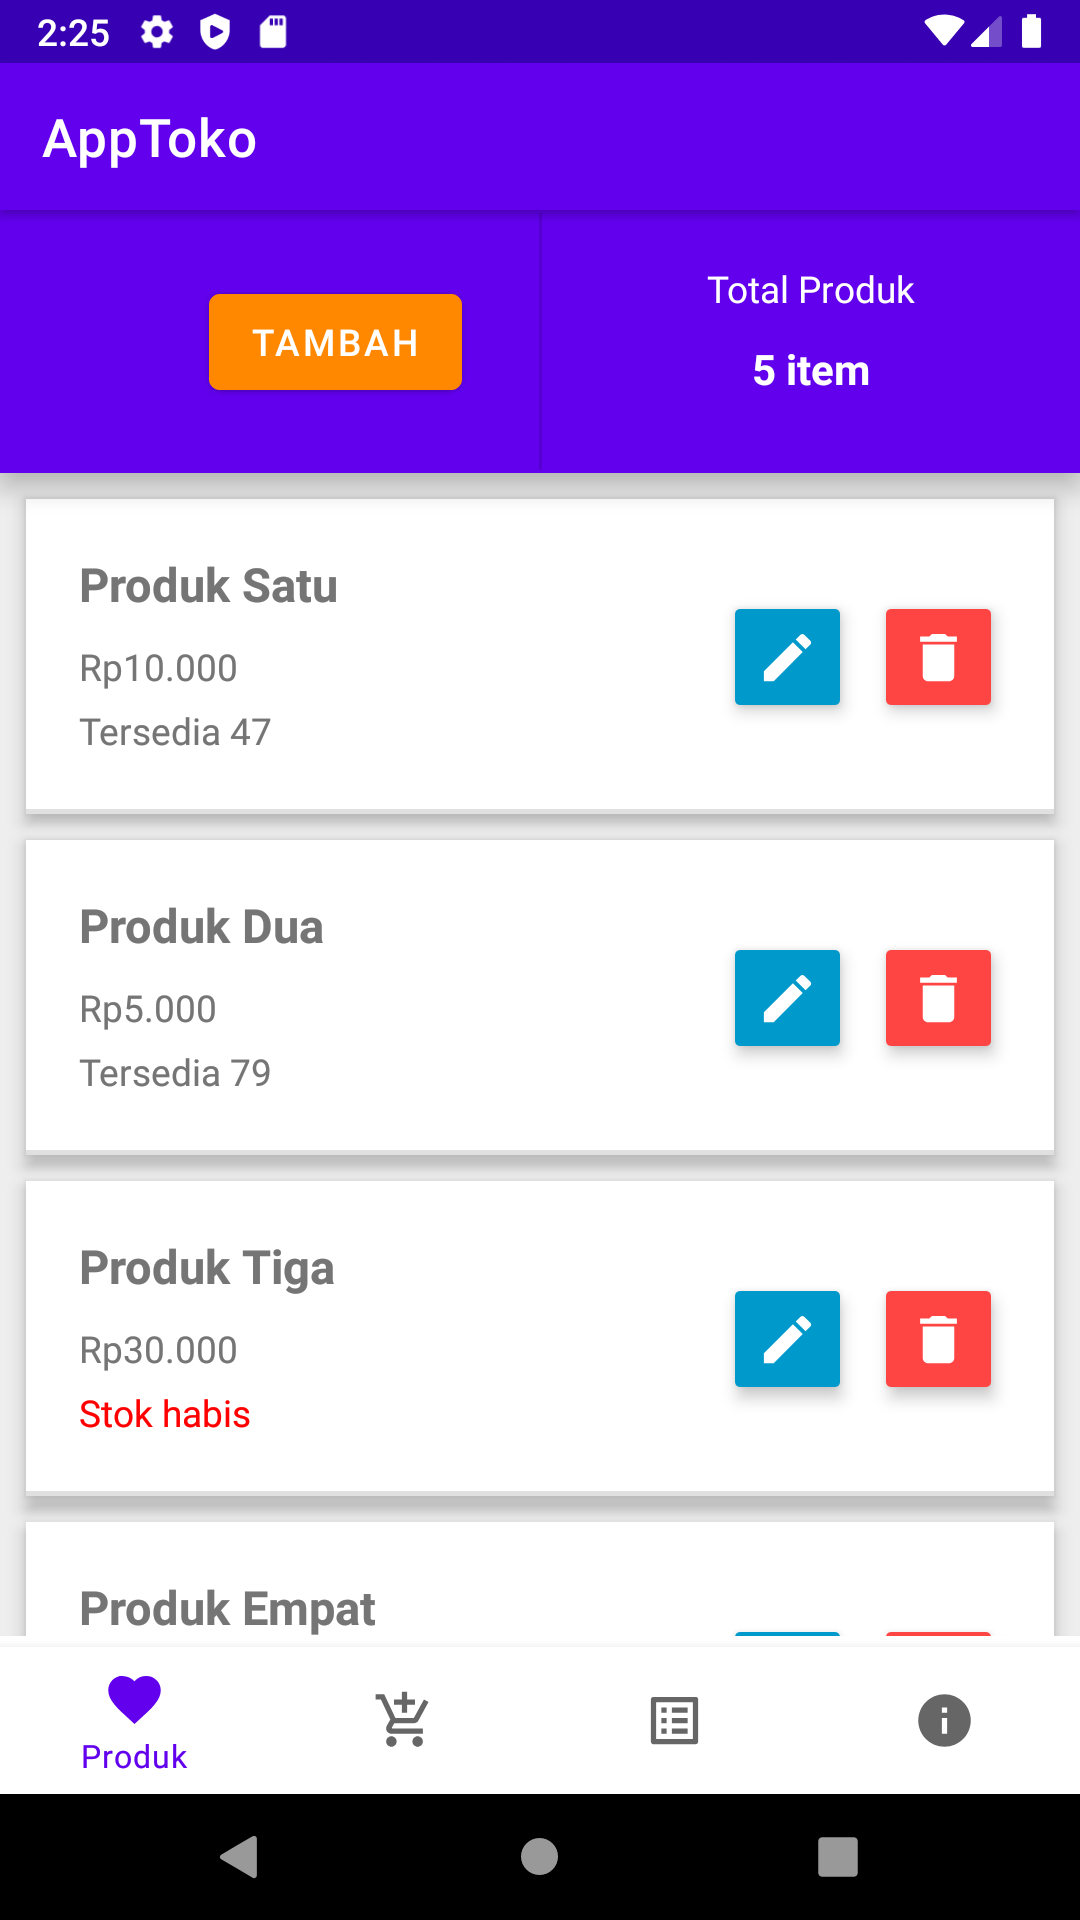 2:25
AppToko
TAMBAH
Total Produk
5 item
Produk Satu
Rp10.000
Tersedia 47
Produk Dua
Rp5.000
Tersedia 79
Produk Tiga
Rp30.000
Stok habis
Produk Empat
Produk